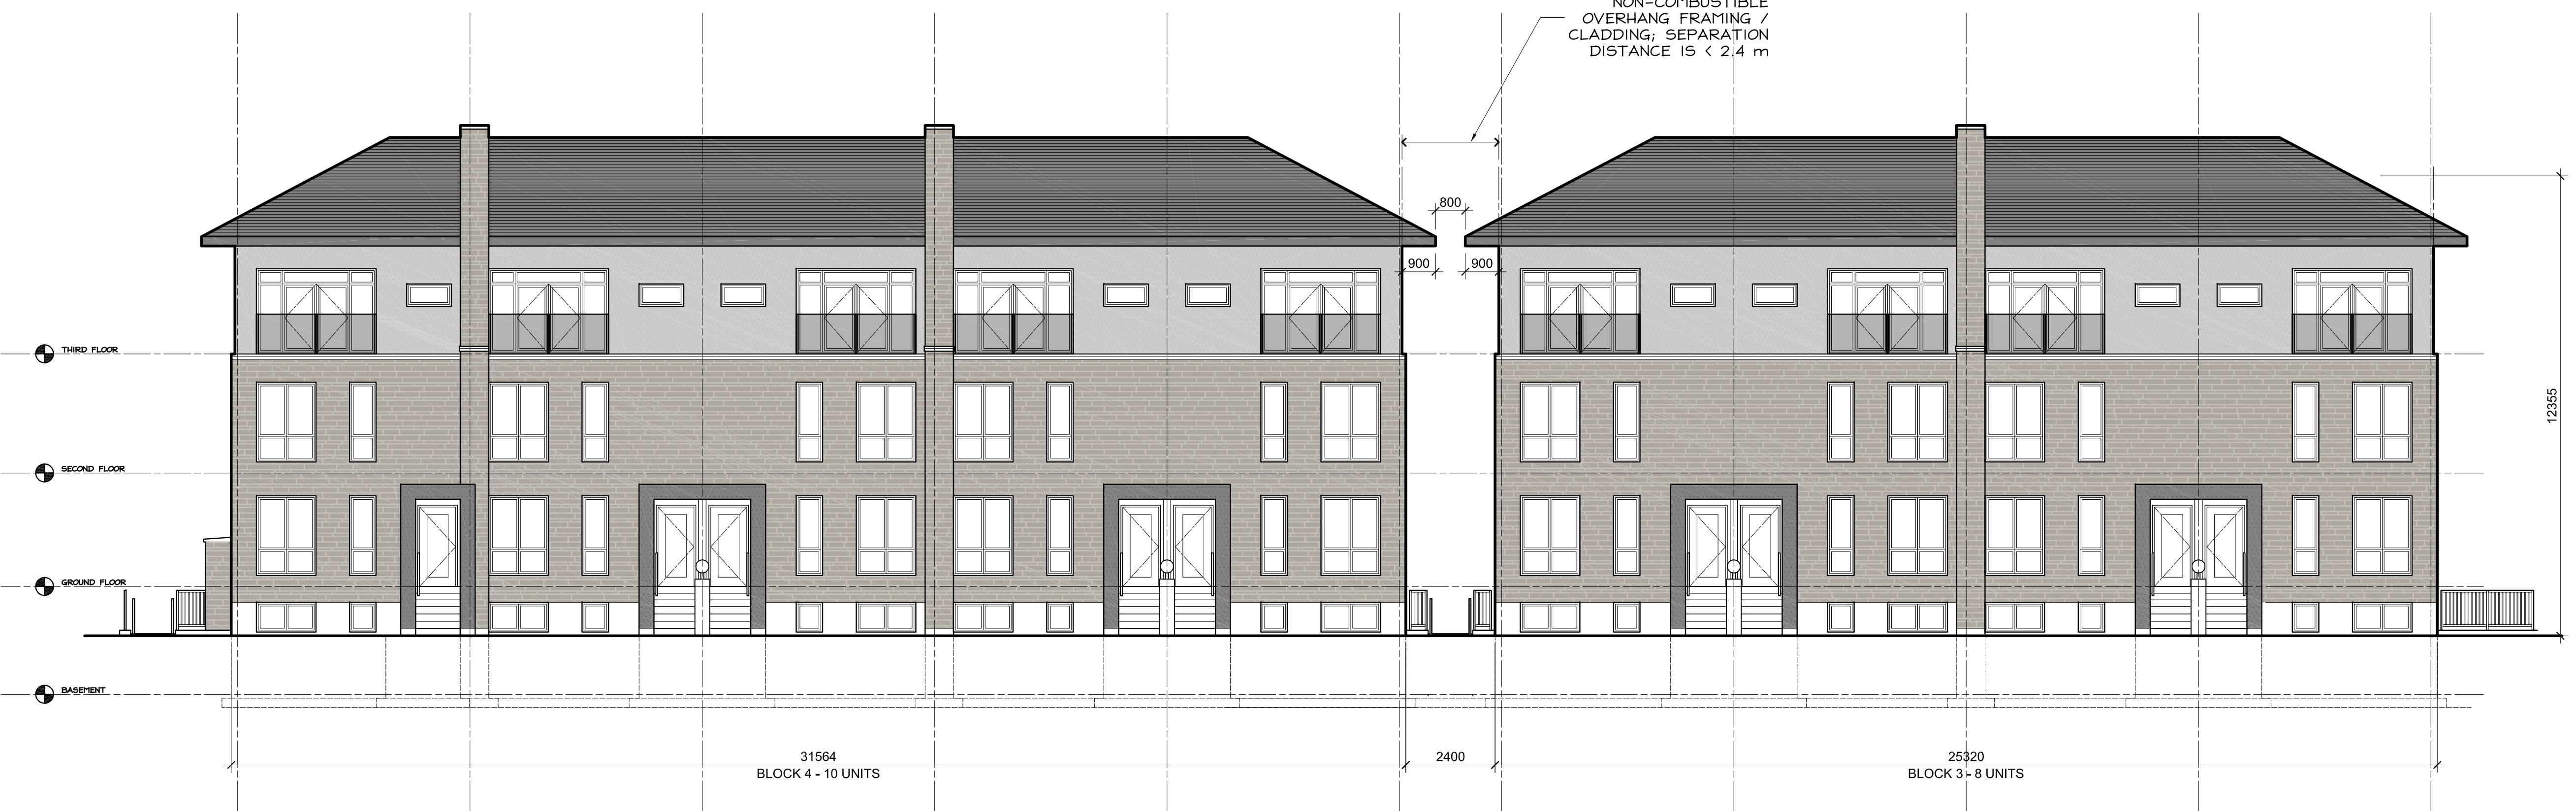 NON-COMBUSTIBLE
OVERHANG FRAMING /
CLADDING; SEPARATION
DISTANCE IS < 2.4 m
800
900
900
THIRD FLOOR
12355
SECOND FLOOR
GROUND FLOOR
BASEMENT
31564
BLOCK 4 - 10 UNITS
2400
25320
BLOCK 3 - 8 UNITS